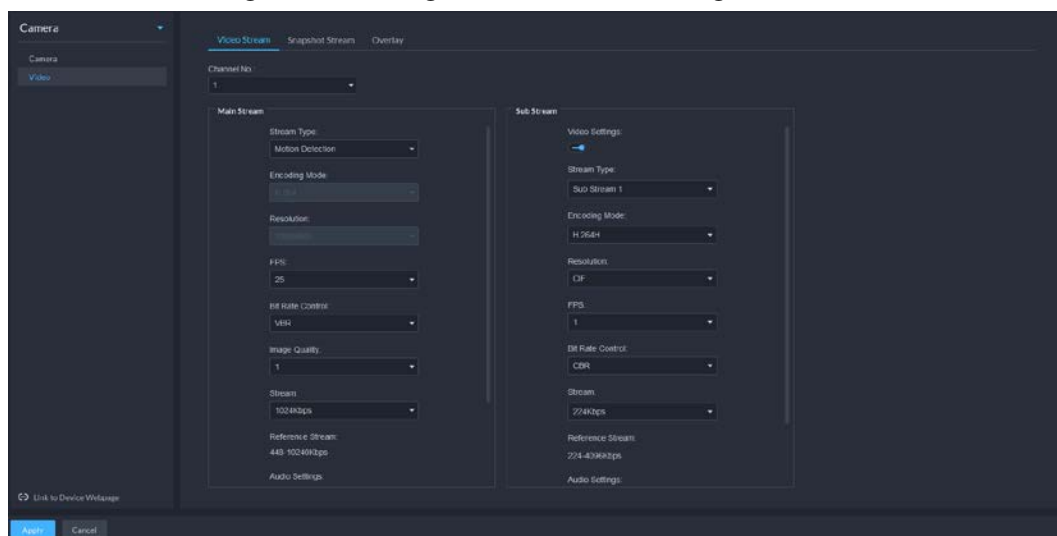 Camera
Camera
Video
Link to Device Webpage
Apply
Cancel
Video Stream
Snapshot Stream
Overlay
Channel No.:
1
Main Stream
Stream Type:
Motion Detection
Encoding Mode:
Resolution:
FPS:
25
Bit Rate Control:
VBR
Image Quality:
1
Stream:
1024Kbps
Reference Stream:
448-10240Kbps
Audio Settings:
Sub Stream
Video Settings:
Stream Type:
Sub Stream 1
Encoding Mode:
H.264H
Resolution:
CIF
FPS:
1
Bit Rate Control:
CBR
Stream:
224Kbps
Reference Stream:
224-4096Kbps
Audio Settings: